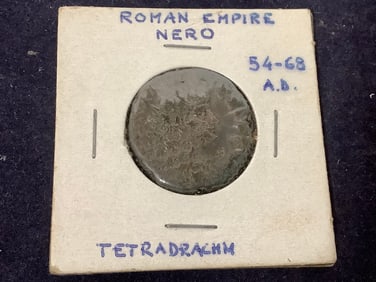 ROMAN EMPIRE
NERO
54-68
A.D.
TETRADRACHM